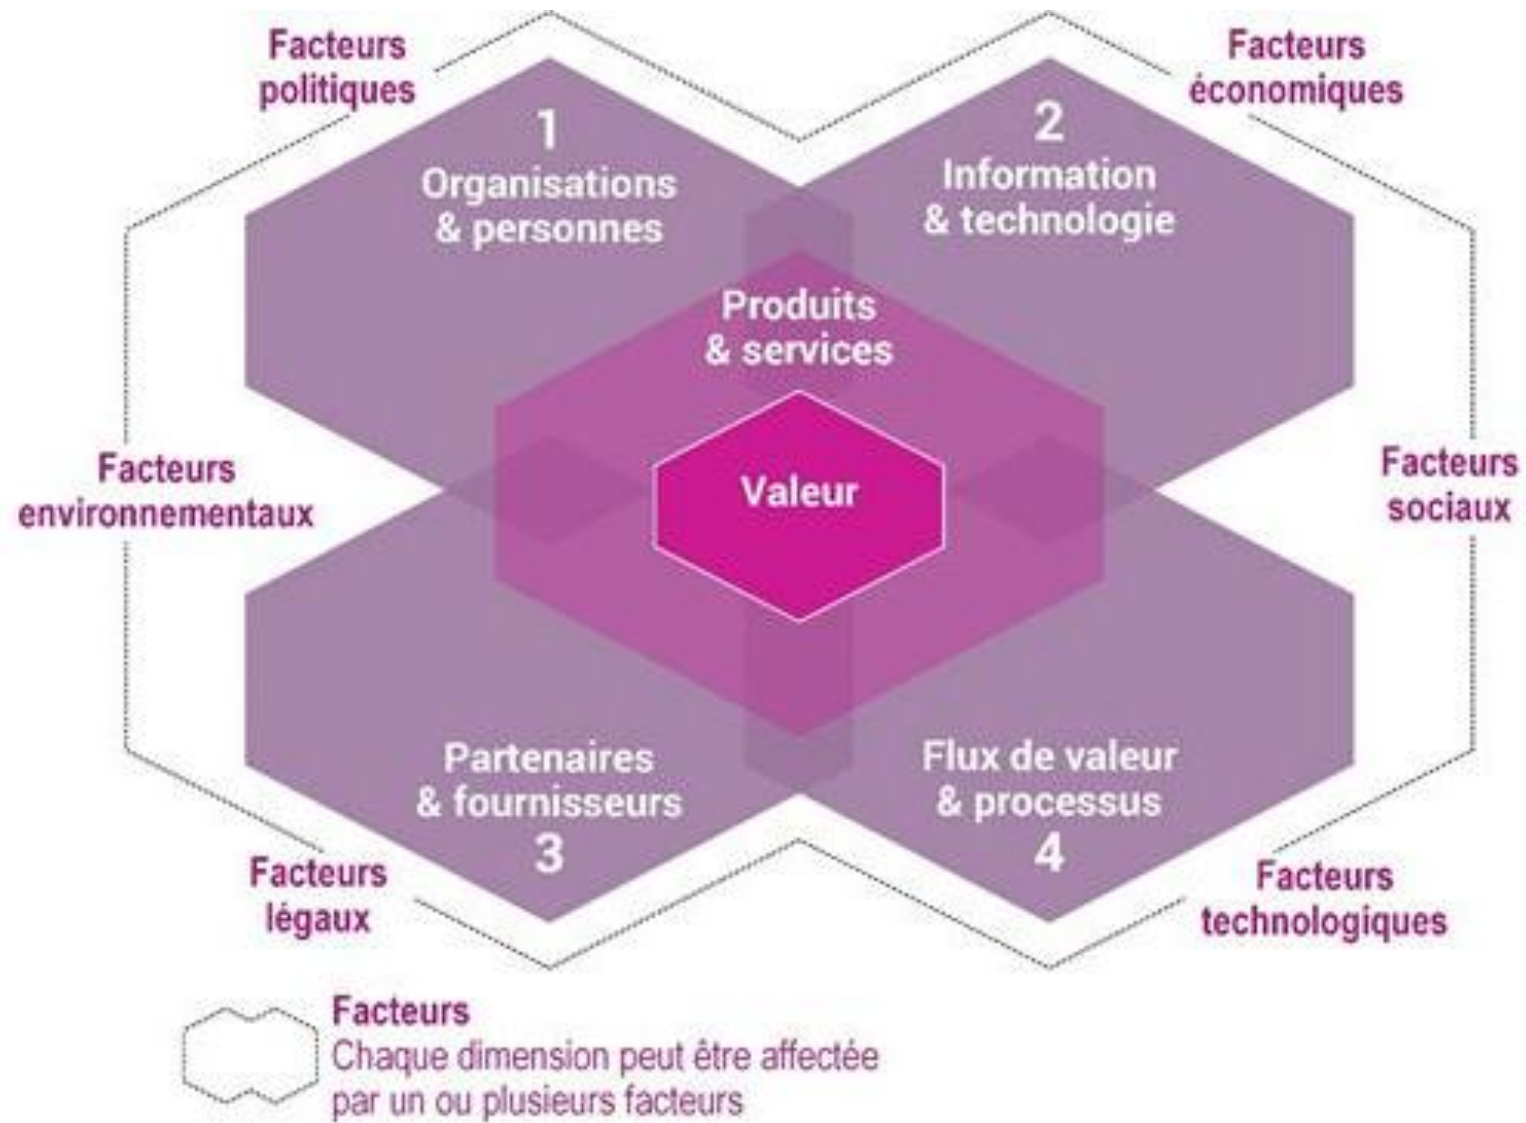 Facteurs
politiques
Facteurs
économiques
1
Organisations
& personnes
2
Information
& technologie
Produits
& services
Valeur
Facteurs
environnementaux
Facteurs
sociaux
Partenaires
& fournisseurs
3
Flux de valeur
& processus
4
Facteurs
légaux
Facteurs
technologiques
Facteurs
Chaque dimension peut être affectée
par un ou plusieurs facteurs